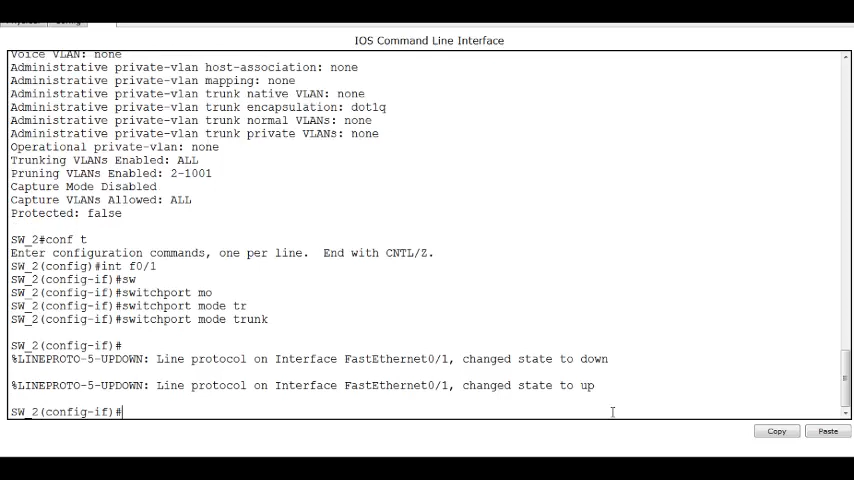 IOS Command Line Interface
Voice VLAN: none
Administrative private-vlan host-association: none
Administrative private-vlan mapping: none
Administrative private-vlan trunk native VLAN: none
Administrative private-vlan trunk encapsulation: dot1q
Administrative private-vlan trunk normal VLANs: none
Administrative private-vlan trunk private VLANs: none
Operational private-vlan: none
Trunking VLANs Enabled: ALL
Pruning VLANs Enabled: 2-1001
Capture Mode Disabled
Capture VLANs Allowed: ALL
Protected: false
SW_2#conf t
Enter configuration commands, one per line.  End with CNTL/Z.
SW_2(config)#int f0/1
SW_2(config-if)#sw
SW_2(config-if)#switchport mo
SW_2(config-if)#switchport mode tr
SW_2(config-if)#switchport mode trunk
SW_2(config-if)#
%LINEPROTO-5-UPDOWN: Line protocol on Interface FastEthernet0/1, changed state to down
%LINEPROTO-5-UPDOWN: Line protocol on Interface FastEthernet0/1, changed state to up
SW_2(config-if)#
Copy Paste